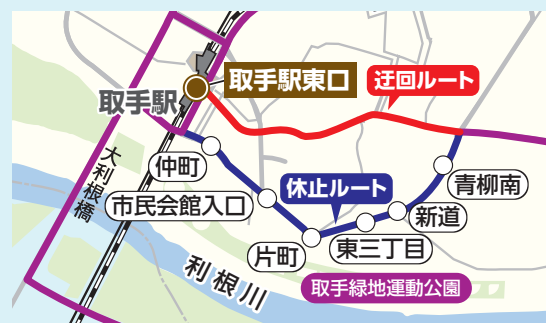 取手駅東口
迂回ルート
取手駅
大利根橋
仲町
市民会館入口
休止ルート
青柳南
新道
東三丁目
片町
利根川
取手緑地運動公園